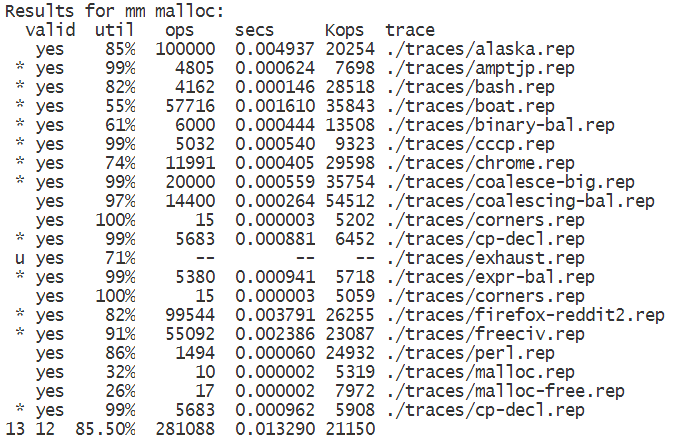 Results for mm malloc:
valid util ops secs Kops trace
yes 85% 100000 0.004937 20254 ./traces/alaska.rep
* yes 99% 4805 0.000624 7698 ./traces/amptjp.rep
* yes 82% 4162 0.000146 28518 ./traces/bash.rep
* yes 55% 57716 0.001610 35843 ./traces/boat.rep
* yes 61% 6000 0.000444 13508 ./traces/binary-bal.rep
* yes 99% 5032 0.000540 9323 ./traces/cccp.rep
* yes 74% 11991 0.000405 29598 ./traces/chrome.rep
* yes 99% 20000 0.000559 35754 ./traces/coalesce-big.rep
yes 97% 14400 0.000264 54512 ./traces/coalescing-bal.rep
yes 100% 15 0.000003 5202 ./traces/corners.rep
* yes 99% 5683 0.000881 6452 ./traces/cp-decl.rep
u yes 71% -- -- -- ./traces/exhaust.rep
* yes 99% 5380 0.000941 5718 ./traces/expr-bal.rep
yes 100% 15 0.000003 5059 ./traces/corners.rep
* yes 82% 99544 0.003791 26255 ./traces/firefox-reddit2.rep
* yes 91% 55092 0.002386 23087 ./traces/freeciv.rep
yes 86% 1494 0.000060 24932 ./traces/perl.rep
yes 32% 10 0.000002 5319 ./traces/malloc.rep
yes 26% 17 0.000002 7972 ./traces/malloc-free.rep
* yes 99% 5683 0.000962 5908 ./traces/cp-decl.rep
13 12 85.50% 281088 0.013290 21150